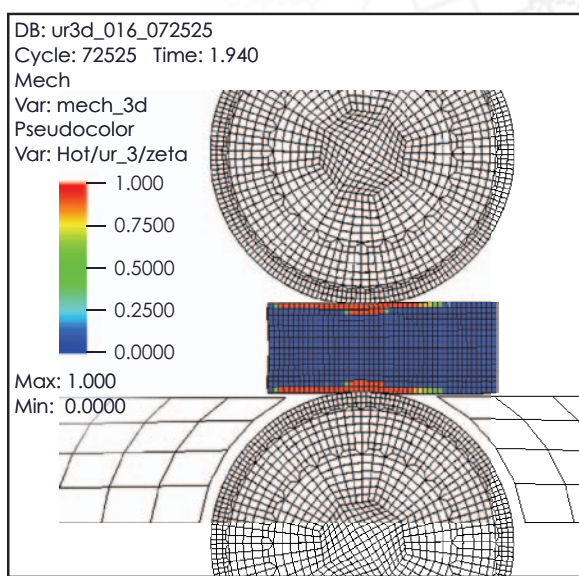 DB: ur3d_016_072525
Cycle: 72525 Time: 1.940
Mech
Var: mech_3d
Pseudocolor
Var: Hot/ur_3/zeta
1.000
0.7500
0.5000
0.2500
0.0000
Max: 1.000
Min: 0.0000